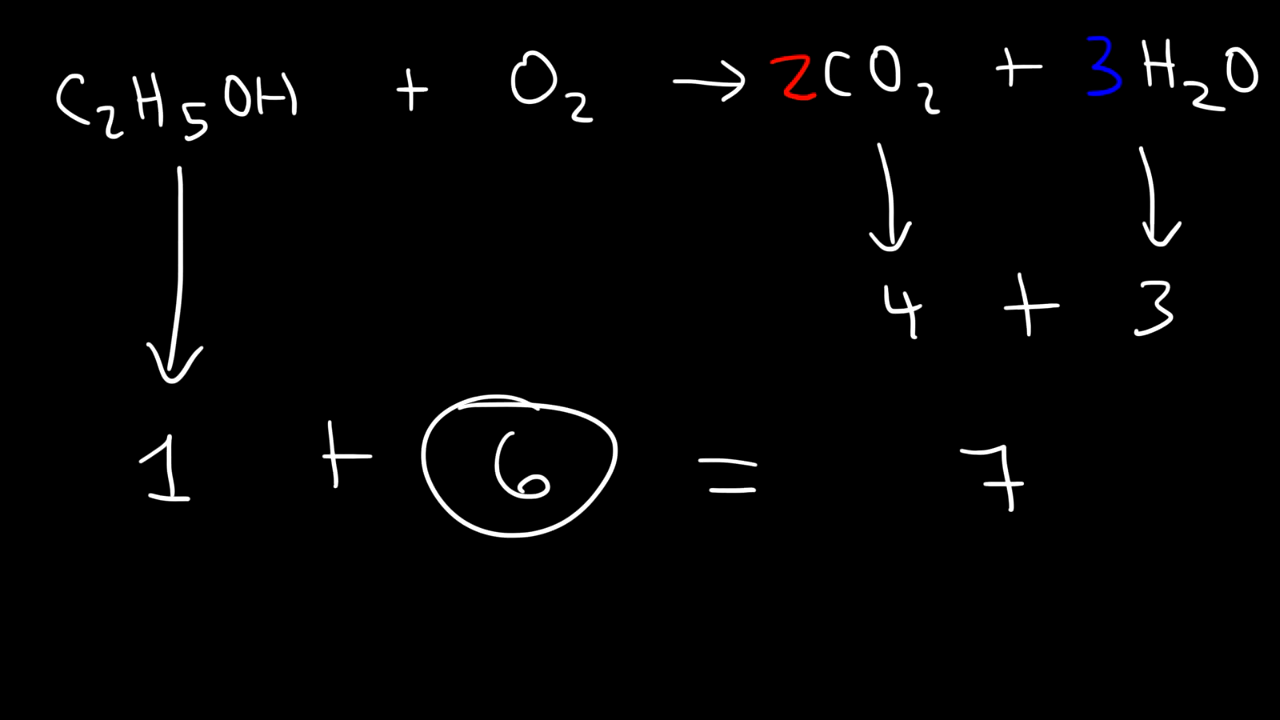 C₂H₅OH + O₂ → 2CO₂ + 3H₂O
4 + 3
1 + 6 = 7